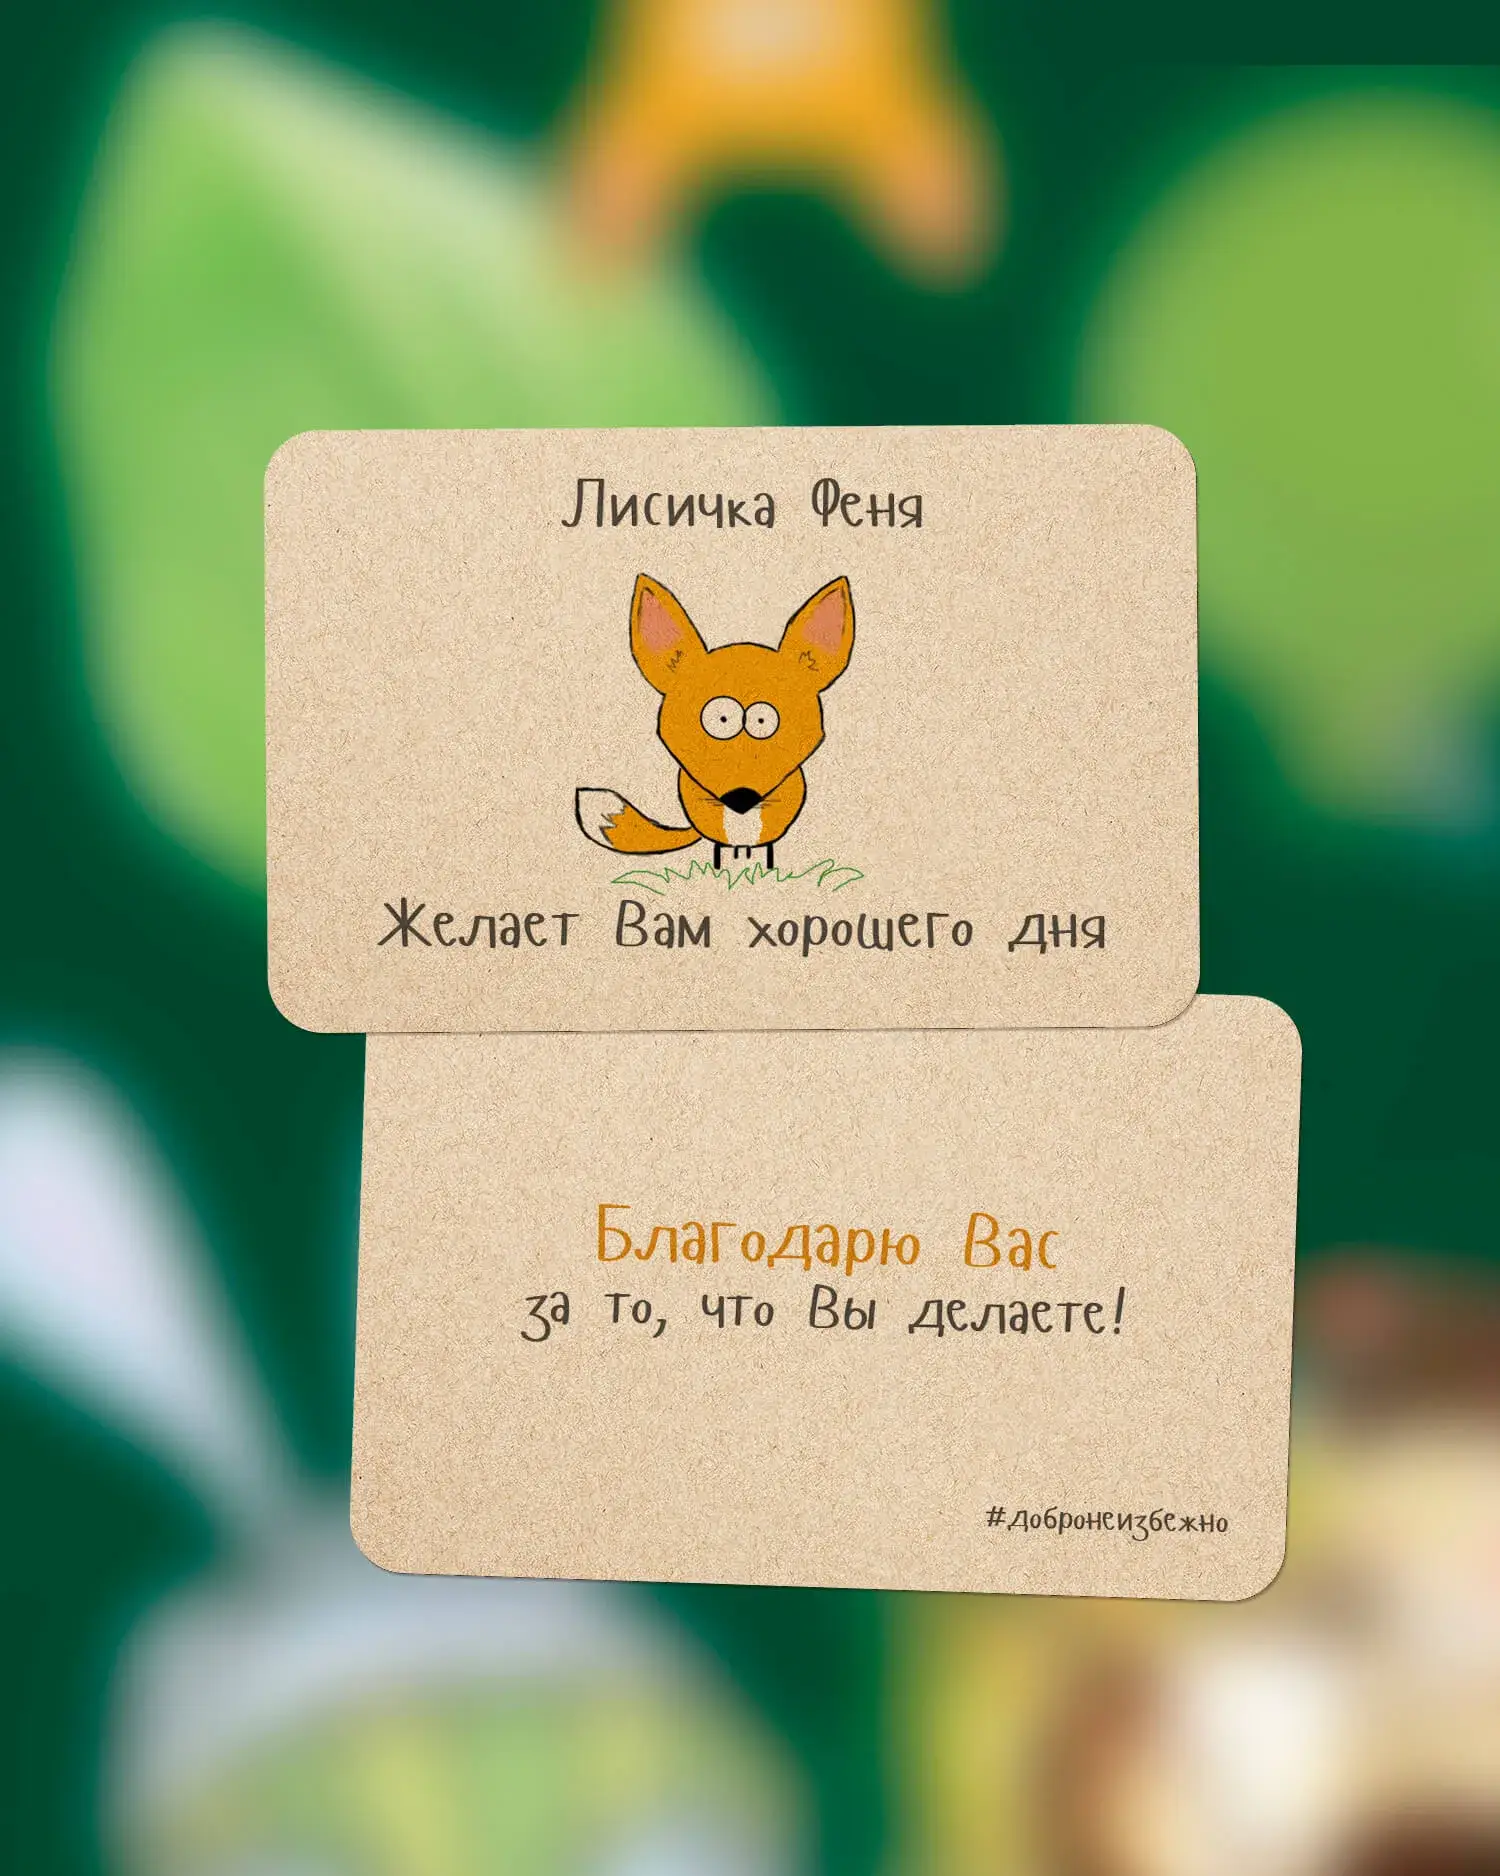 Лисичка Феня
Желает Вам хорошего дня
Благодарю Вас
за то, что Вы делаете!
#добронеизбежно